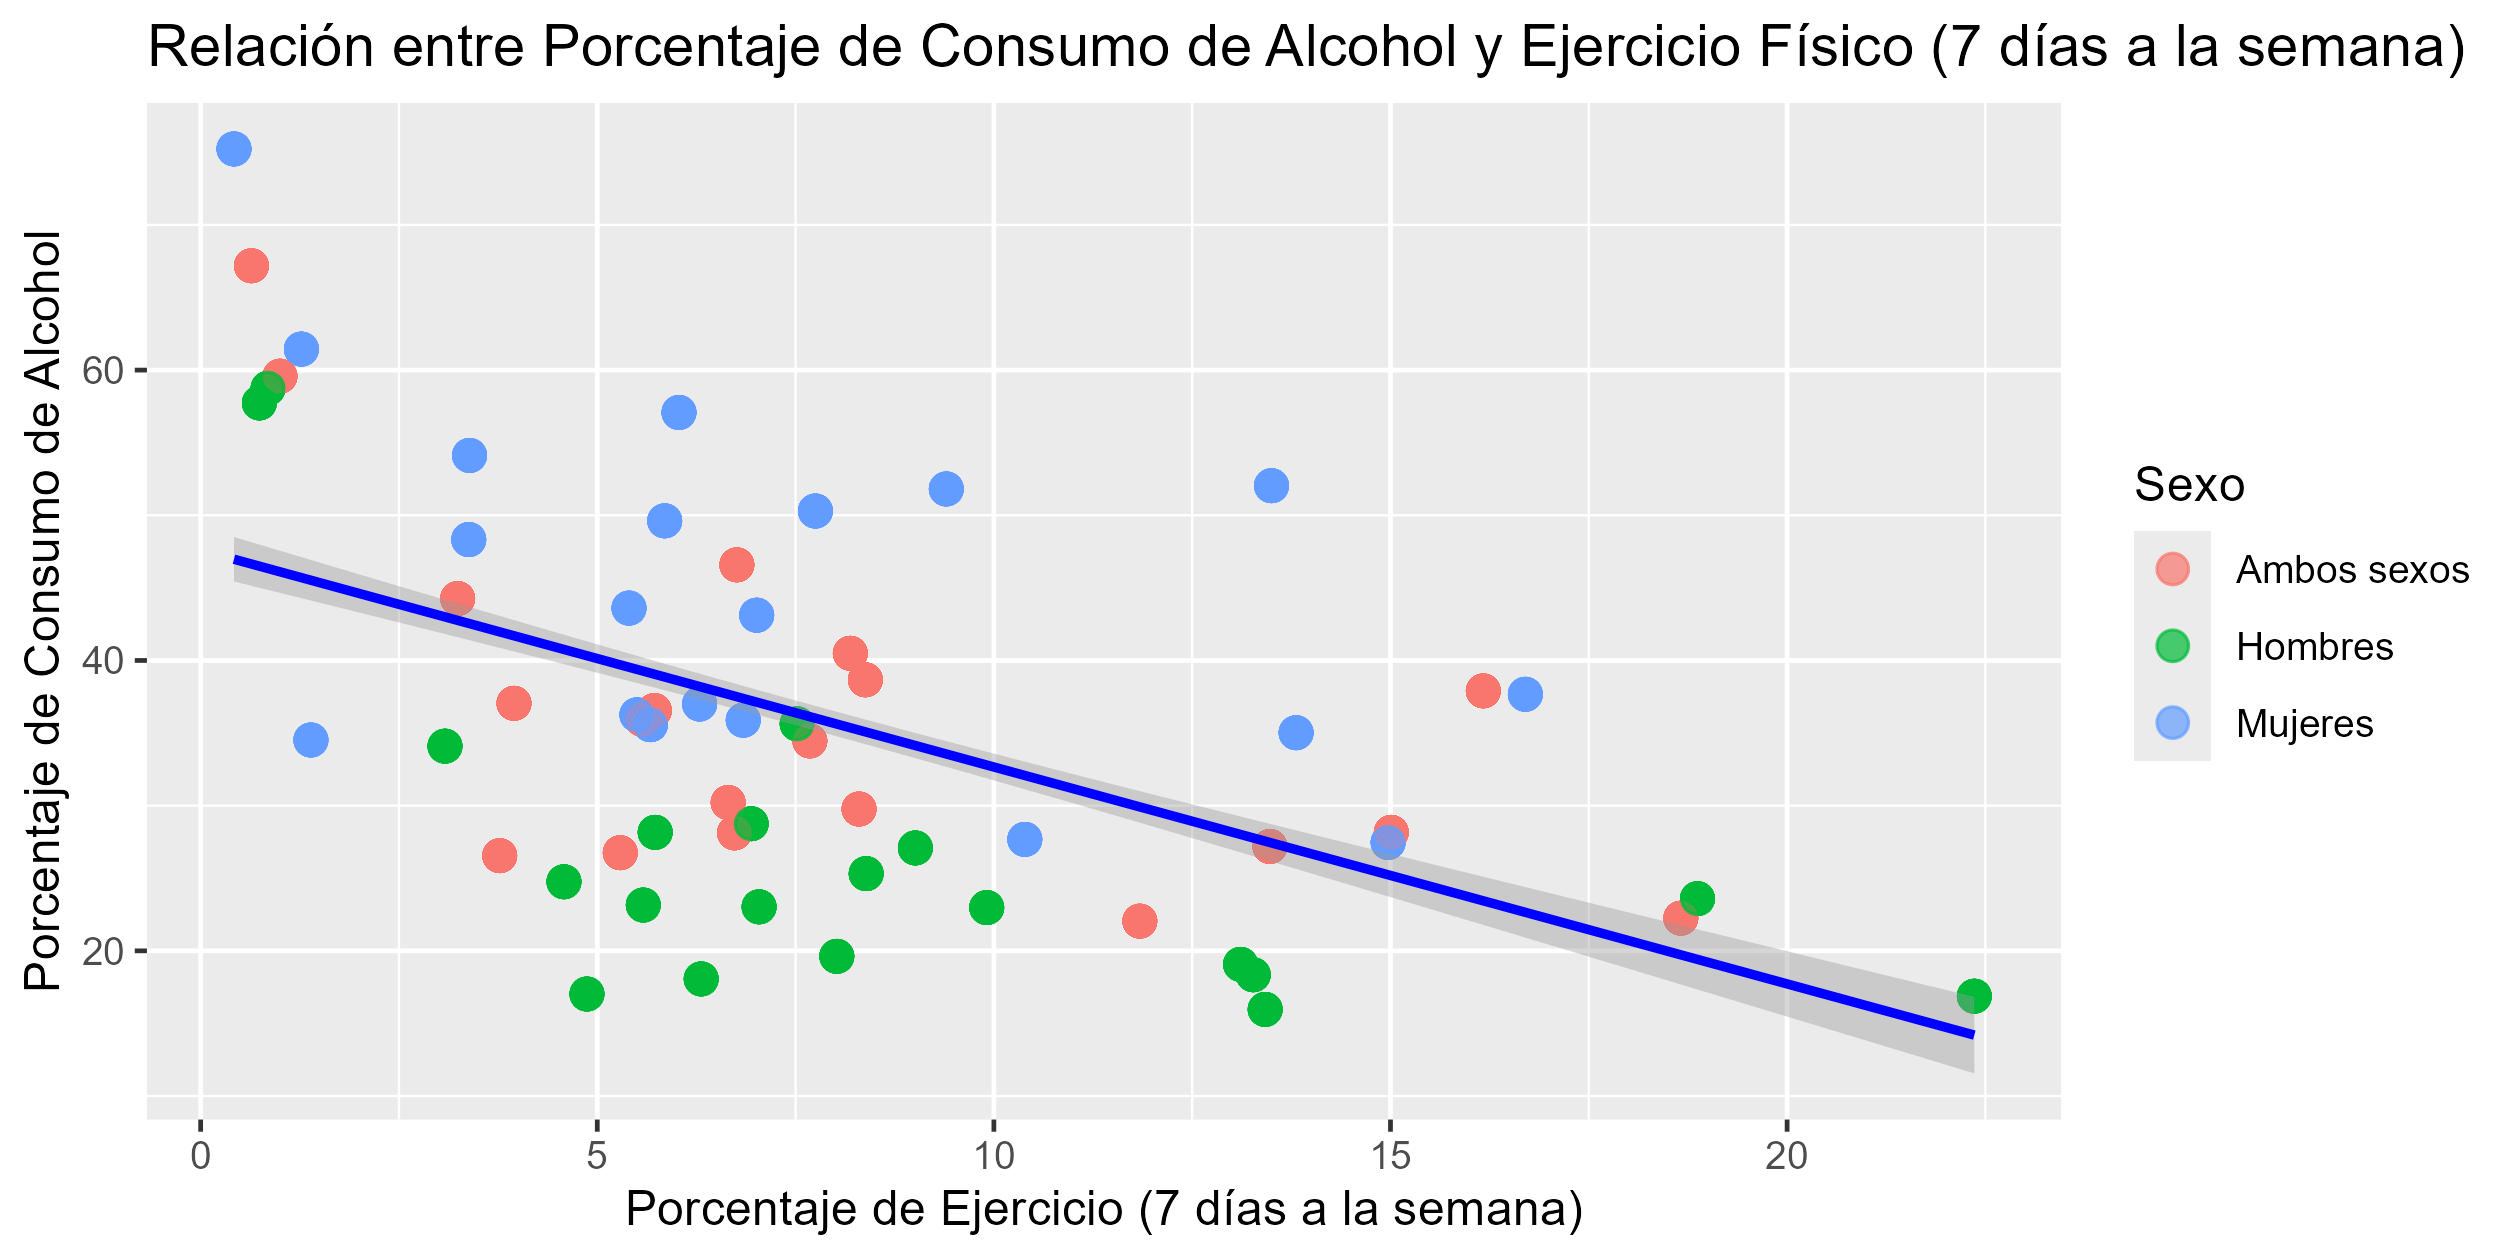 Relación entre Porcentaje de Consumo de Alcohol y Ejercicio Físico (7 días a la semana)
Porcentaje de Consumo de Alcohol
60
40
20
0
5
10
15
20
Porcentaje de Ejercicio (7 días a la semana)
Sexo
Ambos sexos
Hombres
Mujeres